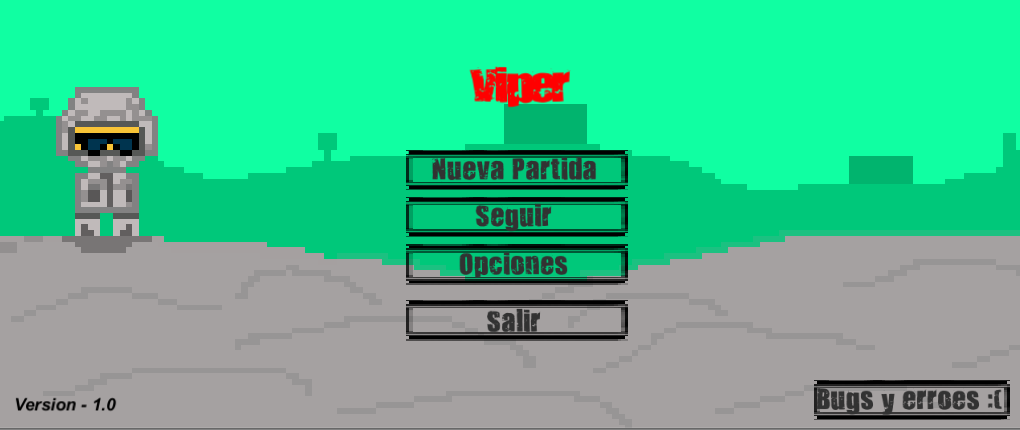 Viper
Nueva Partida
Seguir
Opciones
Salir
Version - 1.0
Bugs y erroes :(